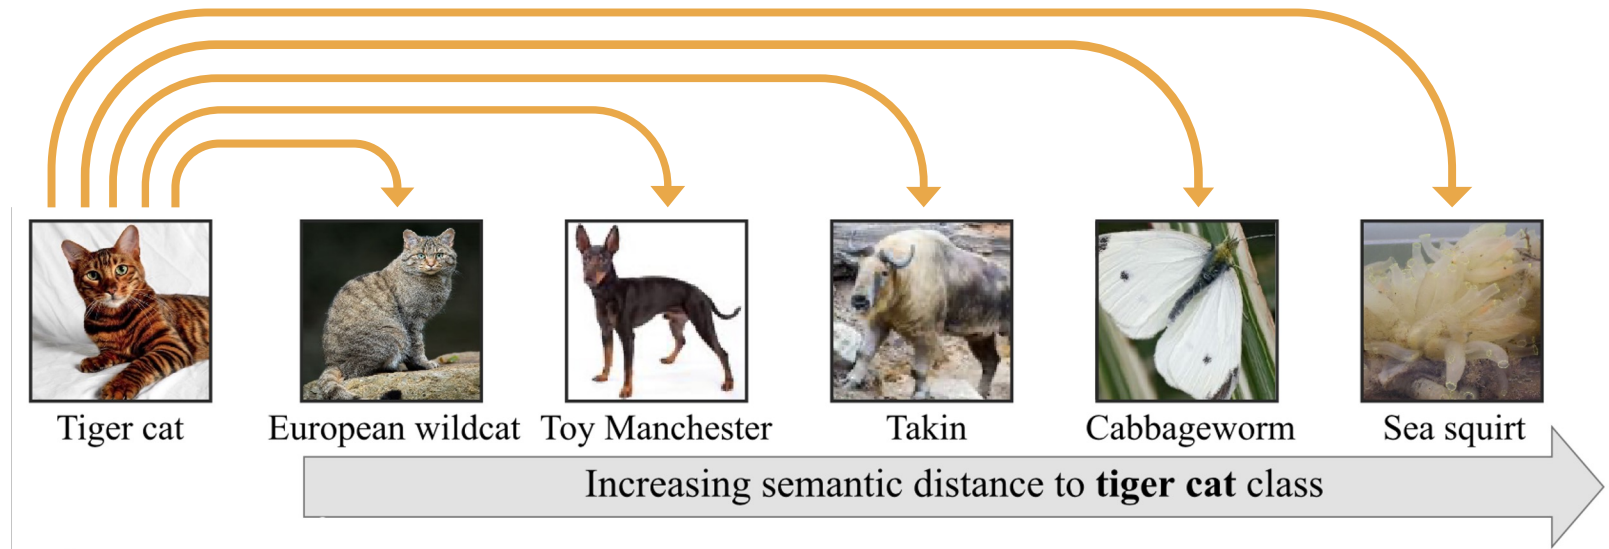 Tiger cat
European wildcat
Toy Manchester
Takin
Cabbageworm
Sea squirt
Increasing semantic distance to tiger cat class